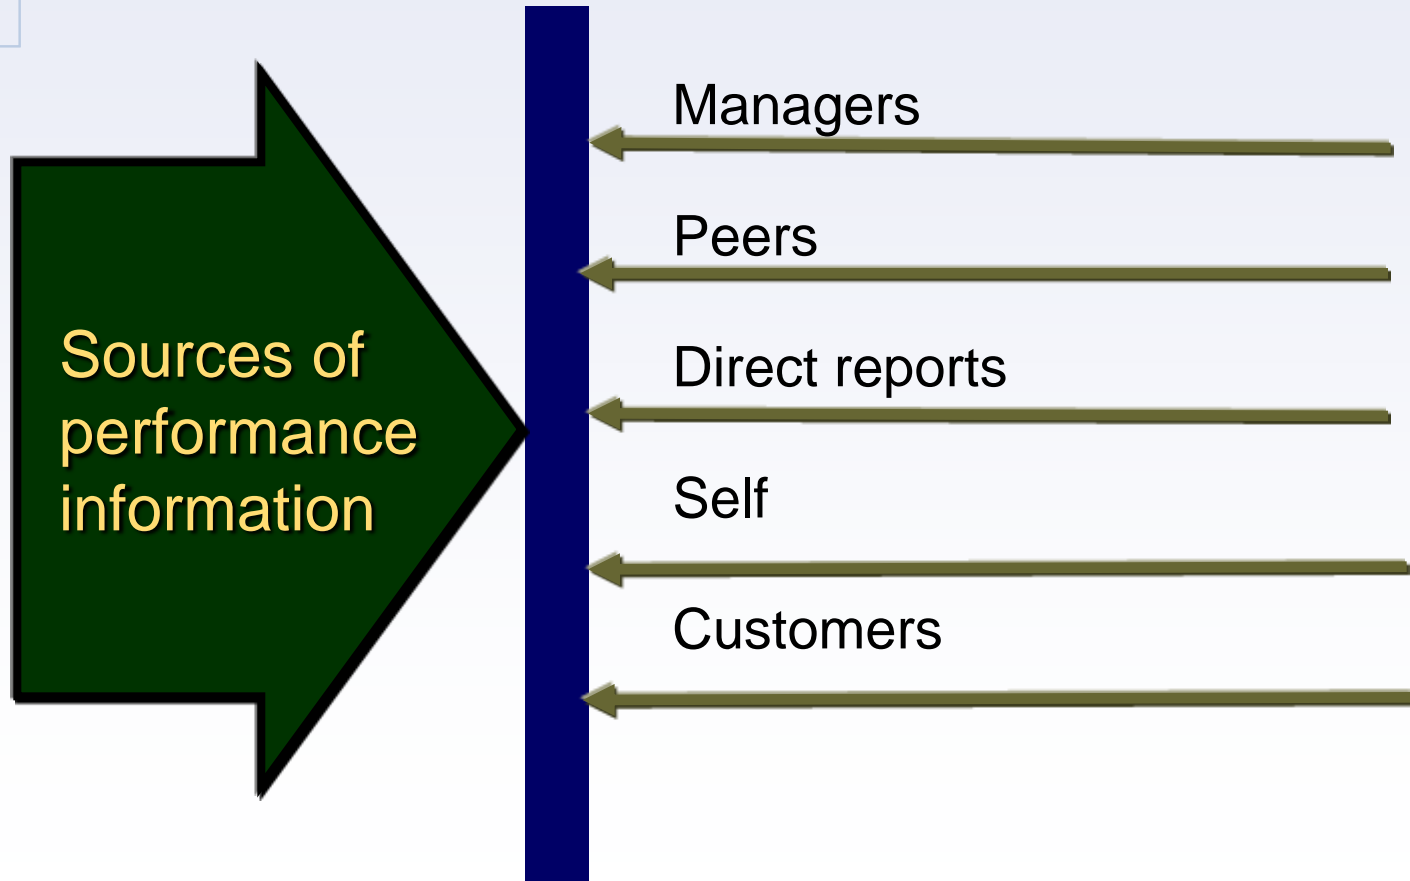 Sources of
performance
information
Managers
Peers
Direct reports
Self
Customers